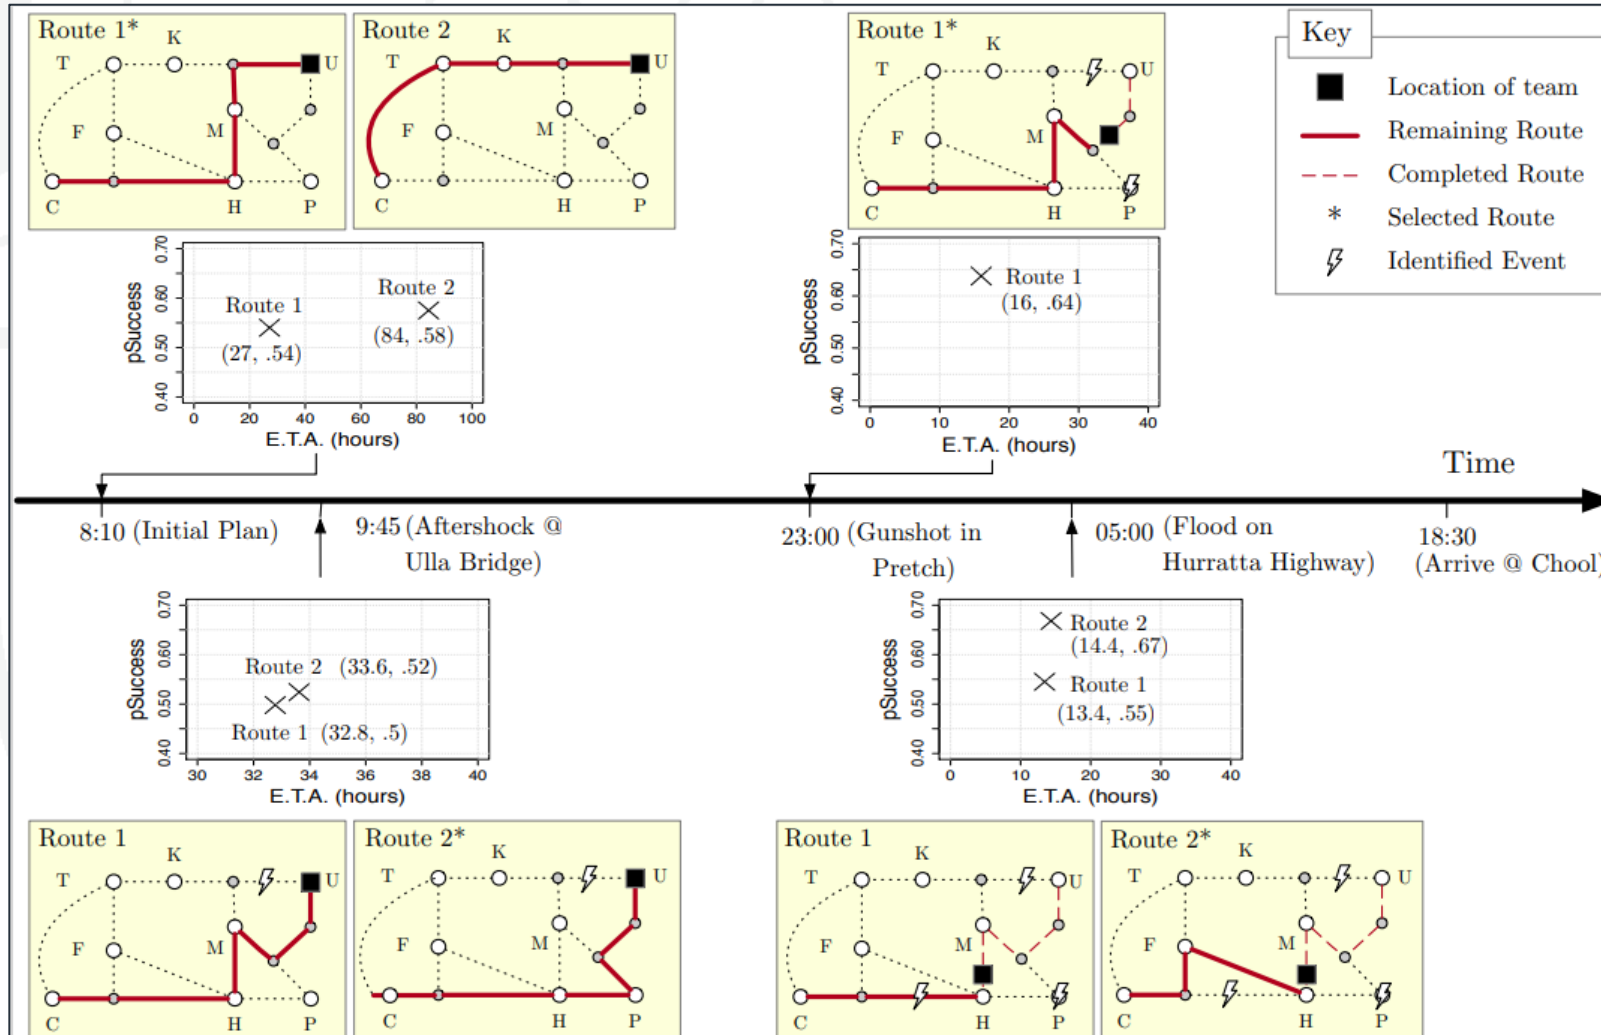 Route 1*
K
T
U
F
M
C
H
P
Route 2
K
T
U
F
M
C
H
P
Route 1*
K
T
U
F
M
C
H
P
Key
Location of team
Remaining Route
Completed Route
* Selected Route
Identified Event
pSuccess
0.70
0.60
0.50
0.40
Route 1
(27, .54)
Route 2
(84, .58)
0 20 40 60 80 100
E.T.A. (hours)
pSuccess
0.70
0.60
0.50
0.40
Route 1
(16, .64)
0 10 20 30 40
E.T.A. (hours)
Time
8:10 (Initial Plan)
9:45 (Aftershock @
Ulla Bridge)
23:00 (Gunshot in
Pretch)
05:00 (Flood on
Hurratta Highway)
18:30
(Arrive @ Chool)
pSuccess
0.70
0.60
0.50
0.40
Route 2 (33.6, .52)
Route 1 (32.8, .5)
30 32 34 36 38 40
E.T.A. (hours)
pSuccess
0.70
0.60
0.50
0.40
Route 2
(14.4, .67)
Route 1
(13.4, .55)
0 10 20 30 40
E.T.A. (hours)
Route 1
K
T
U
F
M
C
H
P
Route 2*
K
T
U
F
M
C
H
P
Route 1
K
T
U
F
M
C
H
P
Route 2*
K
T
U
F
M
C
H
P